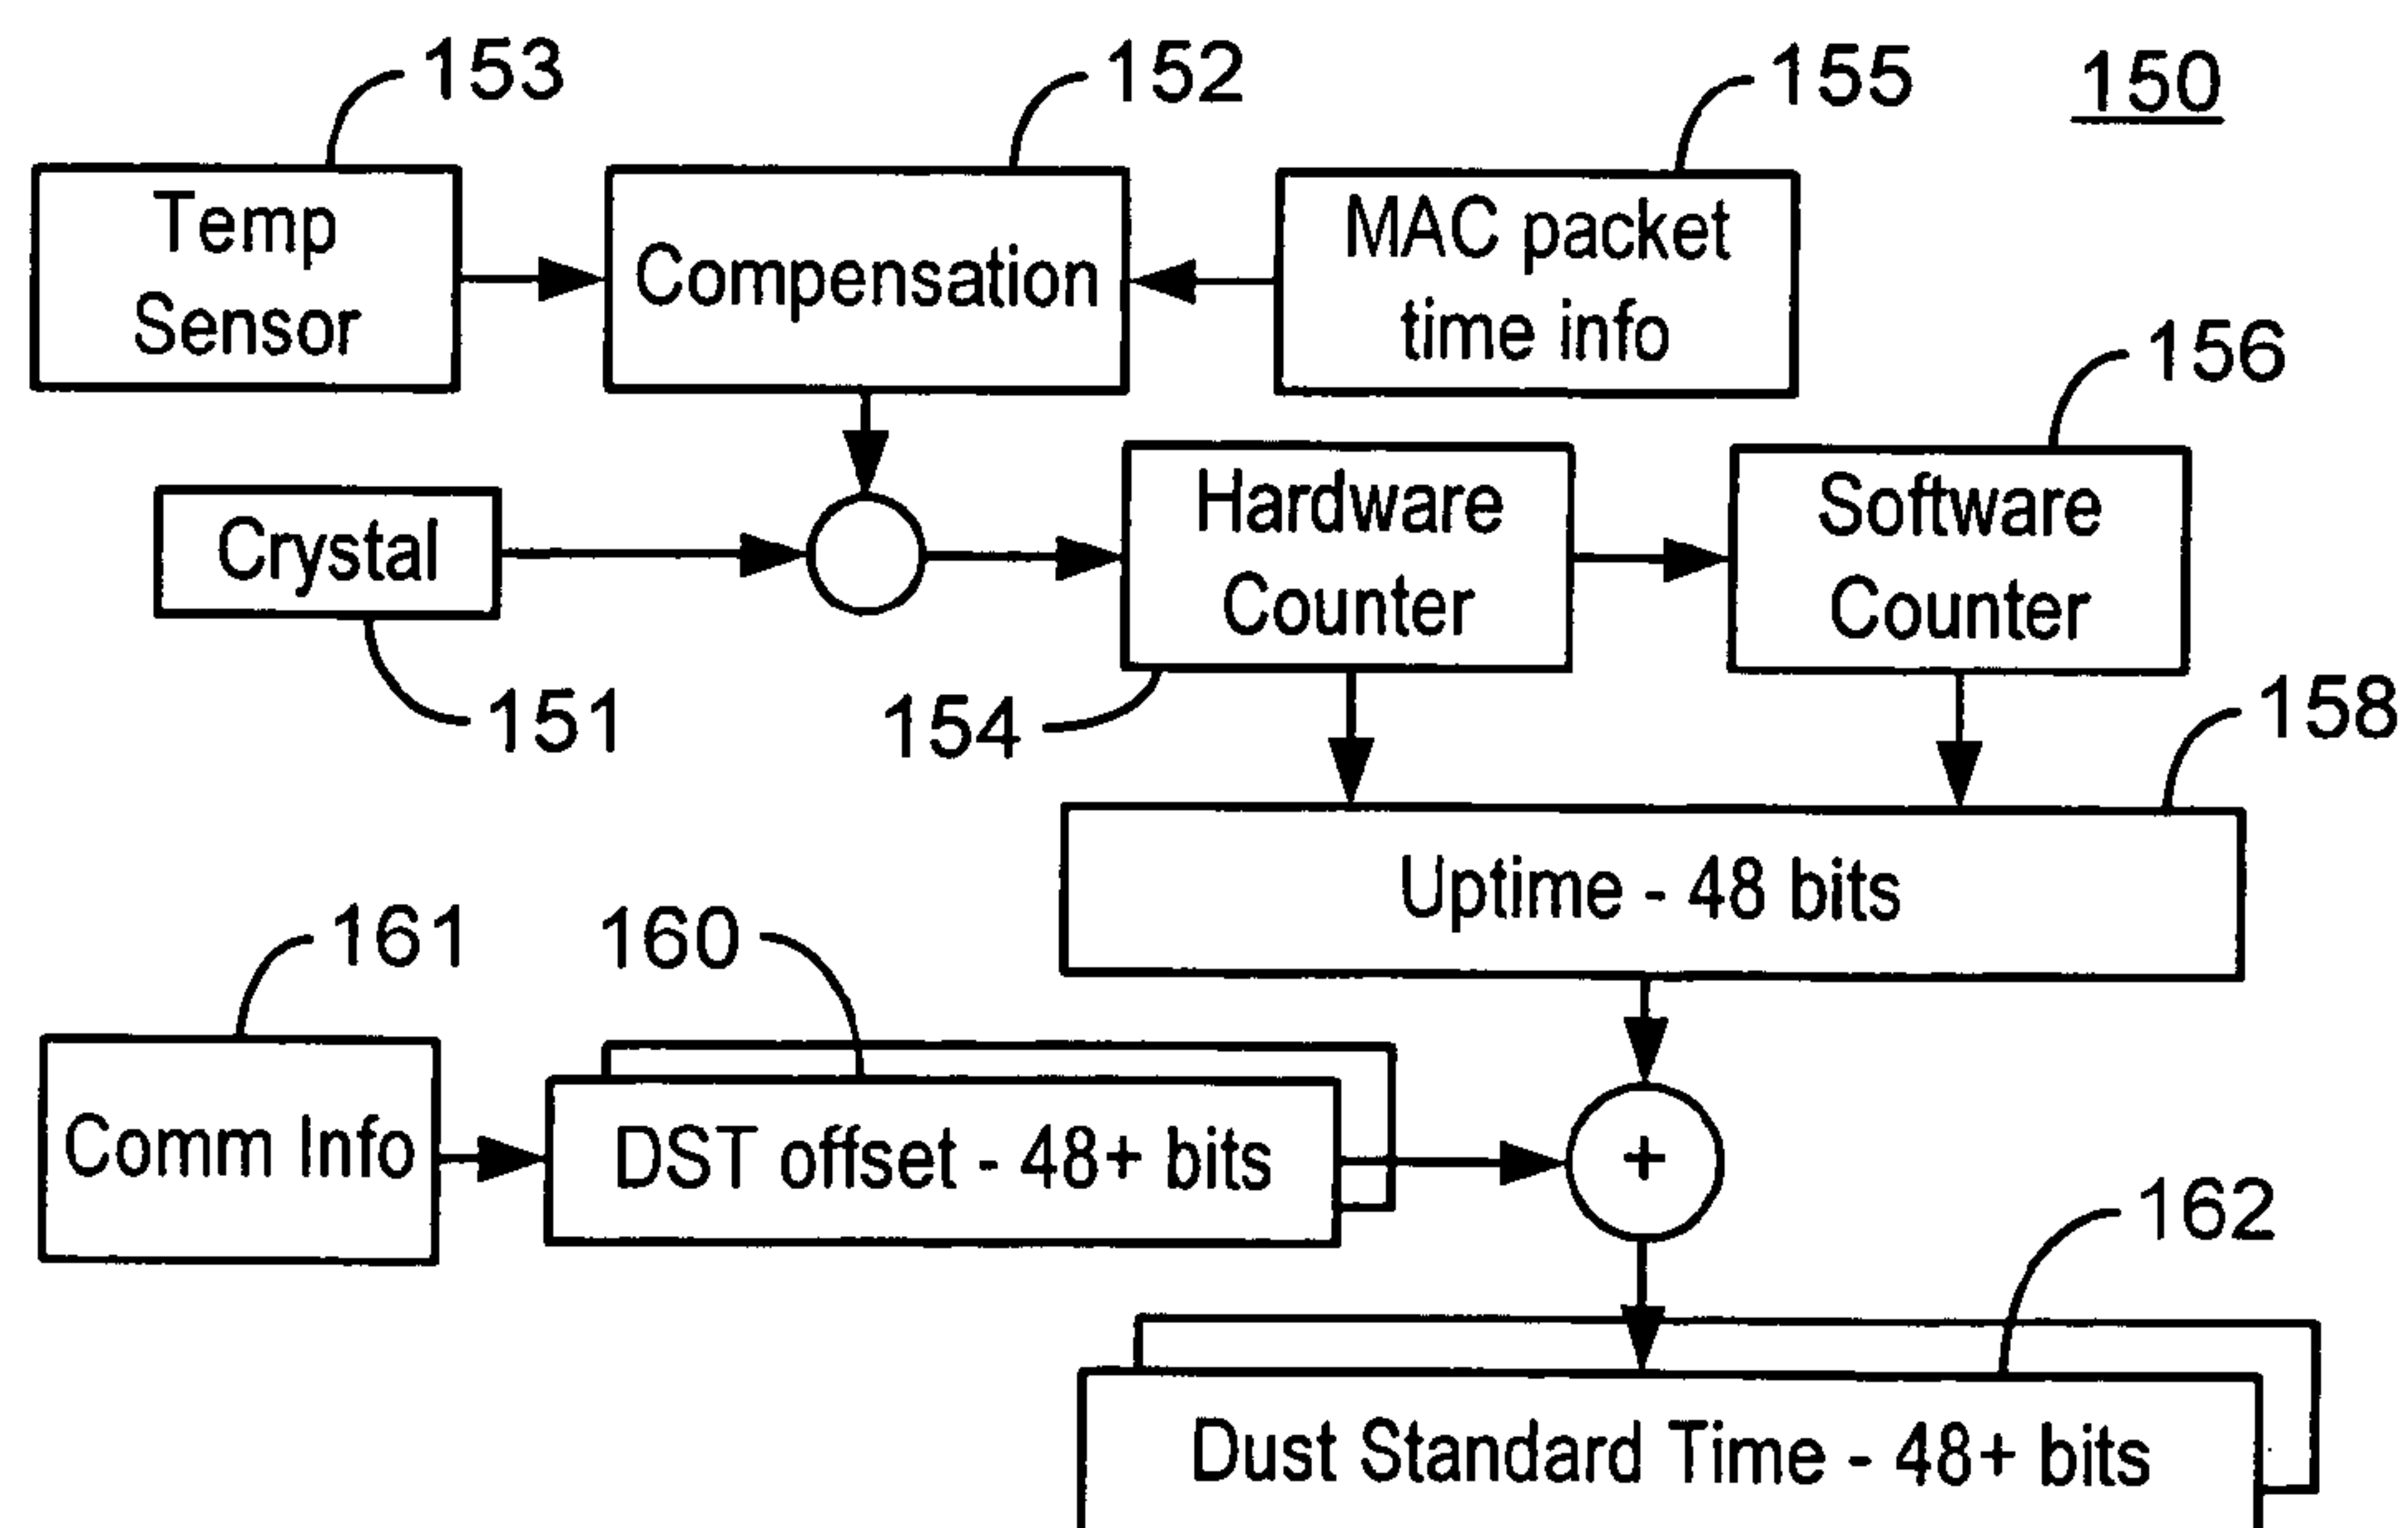 153
152
155
150
Temp
Sensor
Compensation
MAC packet
time info
156
Crystal
Hardware
Counter
Software
Counter
151
154
158
Uptime - 48 bits
161
160
Comm Info
DST offset - 48+ bits
+
162
Dust Standard Time - 48+ bits